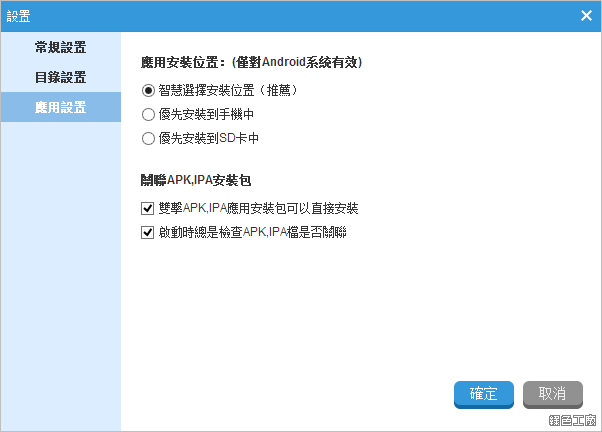 設置
常規設置
目錄設置
應用設置
應用安裝位置：(僅對Android系統有效)
智慧選擇安裝位置（推薦）
優先安裝到手機中
優先安裝到SD卡中
關聯APK,IPA安裝包
雙擊APK,IPA應用安裝包可以直接安裝
啟動時總是檢查APK,IPA檔是否關聯
確定
取消
綠色工廠